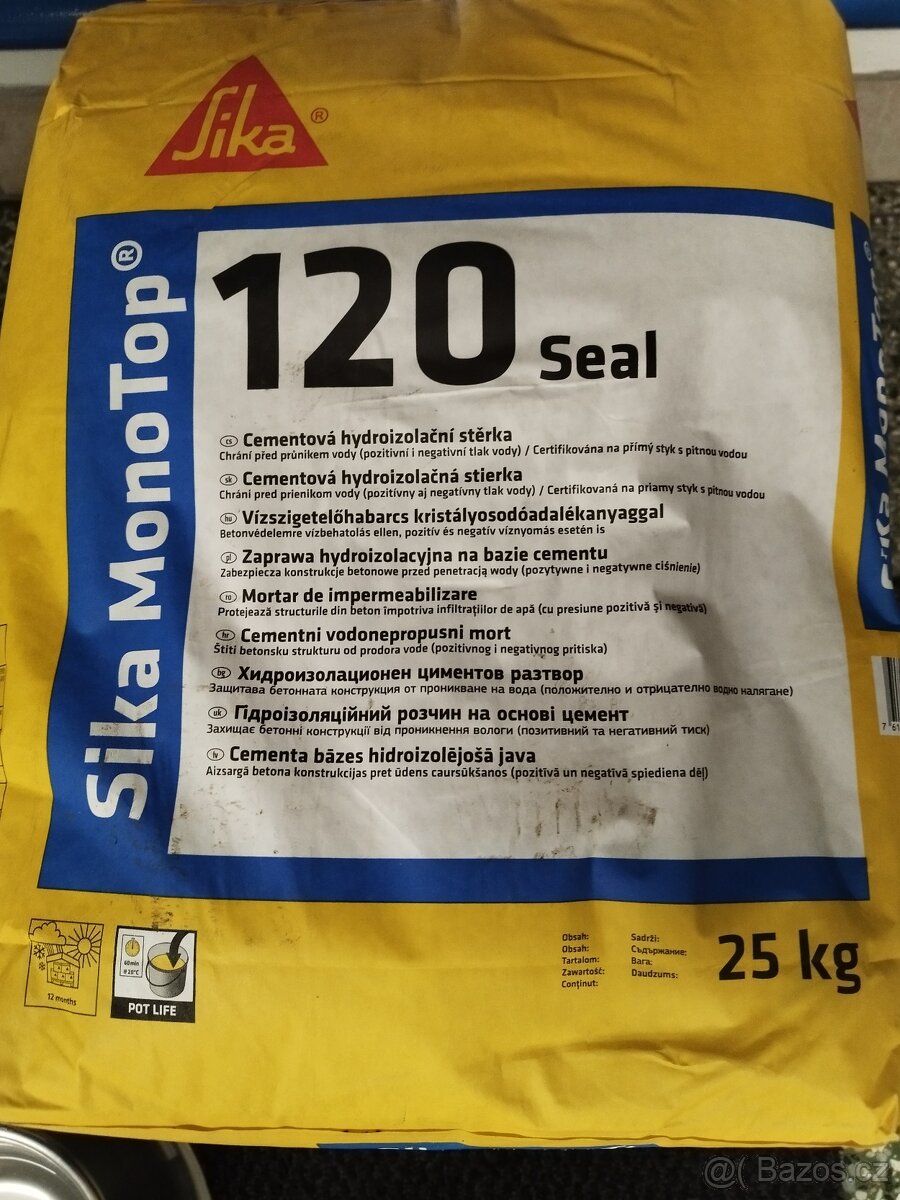 Sika®
Sika MonoTop®
120 Seal
cs Cementová hydroizolační stěrka
Chrání před průnikem vody (pozitivní i negativní tlak vody) / Certifikována na přímý styk s pitnou vodou
sk Cementová hydroizolačná stierka
Chrání pred prienikom vody (pozitívny aj negatívny tlak vody) / Certifikovaná na priamy styk s pitnou vodou
hu Vízszigetelőhabarcs kristályosodóadalékanyaggal
Betonvédelemre vízbehatolás ellen, pozitív és negatív víznyomás esetén is
pl Zaprawa hydroizolacyjna na bazie cementu
Zabezpiecza konstrukcje betonowe przed penetracją wody (pozytywne i negatywne ciśnienie)
ro Mortar de impermeabilizare
Protejează structurile din beton împotriva infiltrațiilor de apă (cu presiune pozitivă și negativă)
hr Cementni vodonepropusni mort
Štiti betonsku strukturu od prodora vode (pozitivnog i negativnog pritiska)
bg Хидроизолационен циментов разтвор
Защитава бетонната конструкция от проникване на вода (положително и отрицателно водно налягане)
uk Гідроізоляційний розчин на основі цемент
Захищає бетонні конструкції від проникнення вологи (позитивний та негативний тиск)
lv Cementa bāzes hidroizolējošā java
Aizsargā betona konstrukcijas pret ūdens caursūkšanos (pozitīvā un negatīvā spiediena dēļ)
12 months
60min
@20°C
POT LIFE
Obsah: Sadrži:
Obsah: Съдържание:
Tartalom: Вага:
Zawartość: Daudzums:
Conținut:
25 kg
Sika MonoTop®
7 61
@( Bazos.cz